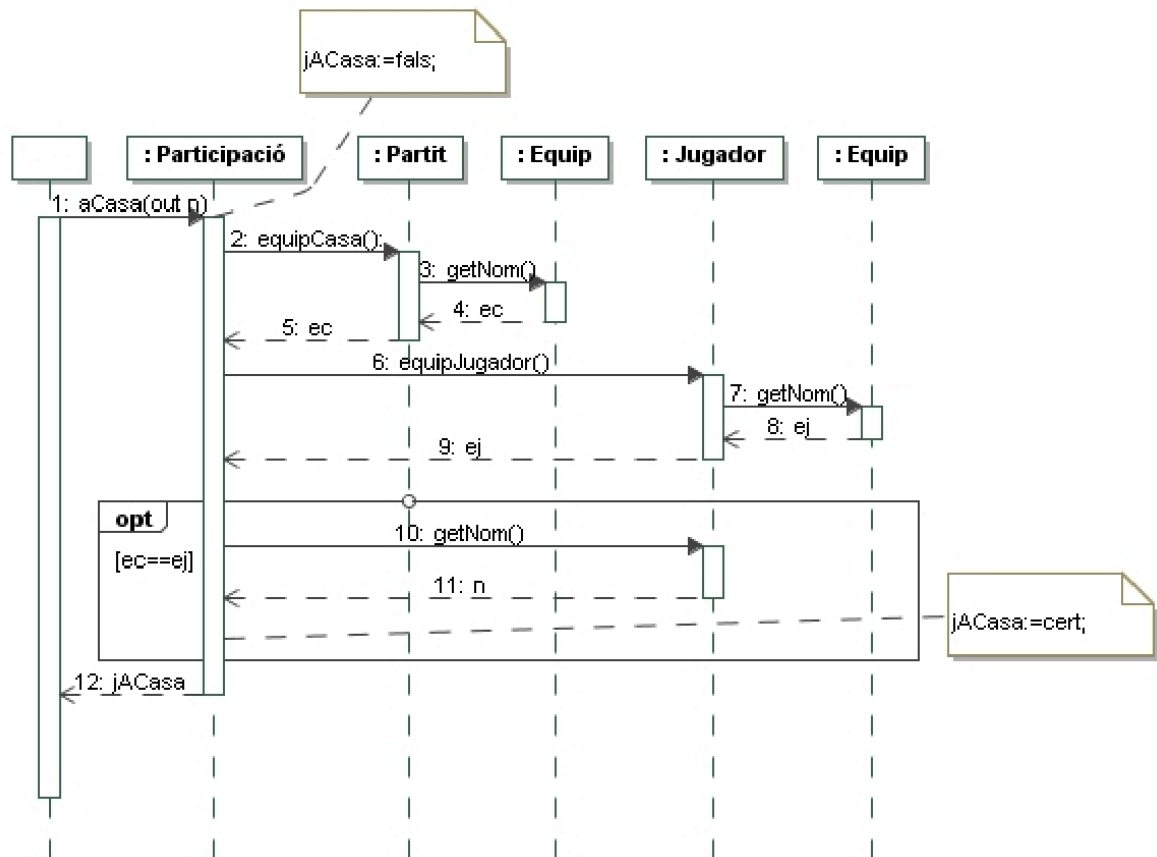 jACasa:=fals;
: Participació
: Partit
: Equip
: Jugador
: Equip
1: aCasa(out n)
2: equipCasa():
3: getNom()
4: ec
5: ec
6: equipJugador()
7: getNom()
8: ej
9: ej
opt
[ec==ej]
10: getNom()
11: n
jACasa:=cert;
12: jACasa